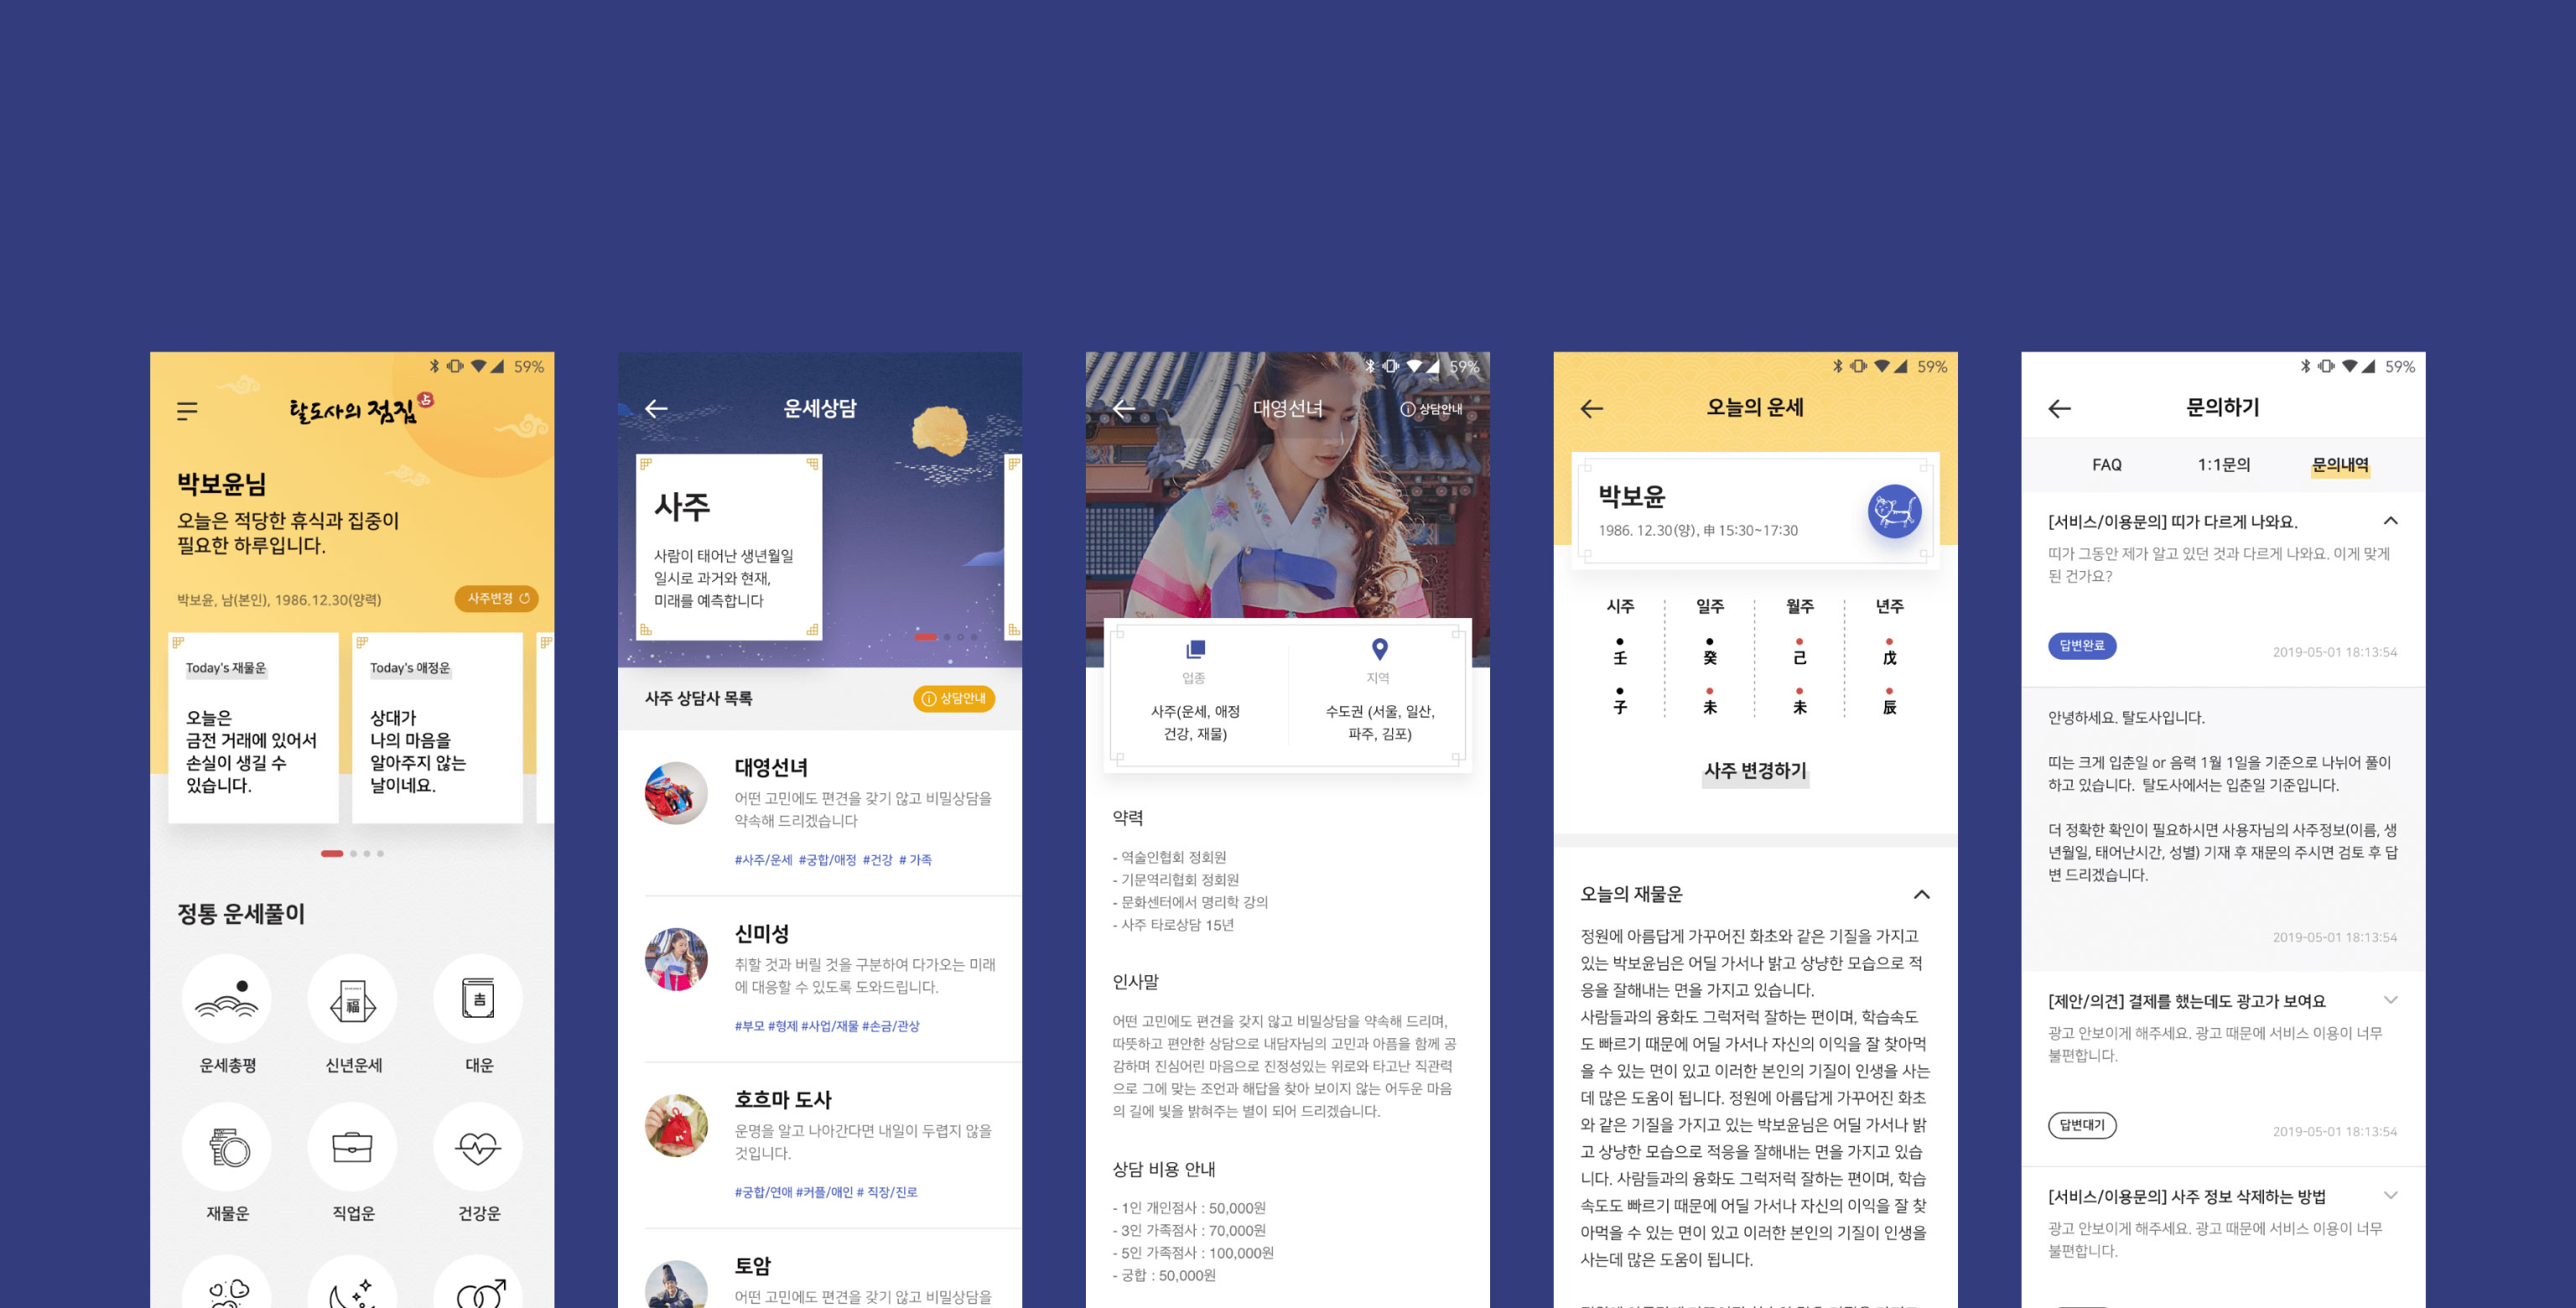 59%
탈도사의 점집
占
박보윤님
오늘은 적당한 휴식과 집중이
필요한 하루입니다.
박보윤, 남(본인), 1986.12.30(양력)
사주변경
Today's 재물운
오늘은
금전 거래에 있어서
손실이 생길 수
있습니다.
Today's 애정운
상대가
나의 마음을
알아주지 않는
날이네요.
정통 운세풀이
福
吉
운세총평
신년운세
대운
재물운
직업운
건강운
운세상담
사주
사람이 태어난 생년월일
일시로 과거와 현재,
미래를 예측합니다
사주 상담사 목록
상담안내
대영선녀
어떤 고민에도 편견을 갖기 않고 비밀상담을
약속해 드리겠습니다
#사주/운세 #궁합/애정 #건강 # 가족
신미성
취할 것과 버릴 것을 구분하여 다가오는 미래
에 대응할 수 있도록 도와드립니다.
#부모 #형제 #사업/재물 #손금/관상
호흐마 도사
운명을 알고 나아간다면 내일이 두렵지 않을
것입니다.
#궁합/연애 #커플/애인 # 직장/진로
토암
어떤 고민에도 편견을 갖기 않고 비밀상담을
59%
대영선녀
상담안내
업종
사주(운세, 애정
건강, 재물)
지역
수도권 (서울, 일산,
파주, 김포)
약력
- 역술인협회 정회원
- 기문역리협회 정회원
- 문화센터에서 명리학 강의
- 사주 타로상담 15년
인사말
어떤 고민에도 편견을 갖지 않고 비밀상담을 약속해 드리며,
따뜻하고 편안한 상담으로 내담자님의 고민과 아픔을 함께 공
감하며 진심어린 마음으로 진정성있는 위로와 타고난 직관력
으로 그에 맞는 조언과 해답을 찾아 보이지 않는 어두운 마음
의 길에 빛을 밝혀주는 별이 되어 드리겠습니다.
상담 비용 안내
- 1인 개인점사 : 50,000원
- 3인 가족점사 : 70,000원
- 5인 가족점사 : 100,000원
- 궁합 : 50,000원
59%
오늘의 운세
박보윤
1986. 12.30(양), 申 15:30~17:30
시주 일주 월주 년주
壬 癸 己 戊
子 未 未 辰
사주 변경하기
오늘의 재물운
정원에 아름답게 가꾸어진 화초와 같은 기질을 가지고
있는 박보윤님은 어딜 가서나 밝고 상냥한 모습으로 적
응을 잘해내는 면을 가지고 있습니다.
사람들과의 융화도 그럭저럭 잘하는 편이며, 학습속도
도 빠르기 때문에 어딜 가서나 자신의 이익을 잘 찾아먹
을 수 있는 면이 있고 이러한 본인의 기질이 인생을 사는
데 많은 도움이 됩니다. 정원에 아름답게 가꾸어진 화초
와 같은 기질을 가지고 있는 박보윤님은 어딜 가서나 밝
고 상냥한 모습으로 적응을 잘해내는 면을 가지고 있습
니다. 사람들과의 융화도 그럭저럭 잘하는 편이며, 학습
속도도 빠르기 때문에 어딜 가서나 자신의 이익을 잘 찾
아먹을 수 있는 면이 있고 이러한 본인의 기질이 인생을
사는데 많은 도움이 됩니다.
59%
문의하기
FAQ 1:1문의 문의내역
[서비스/이용문의] 띠가 다르게 나와요.
띠가 그동안 제가 알고 있던 것과 다르게 나와요. 이게 맞게
된 건가요?
답변완료
2019-05-01 18:13:54
안녕하세요. 탈도사입니다.
띠는 크게 입춘일 or 음력 1월 1일을 기준으로 나뉘어 풀이
하고 있습니다. 탈도사에서는 입춘일 기준입니다.
더 정확한 확인이 필요하시면 사용자님의 사주정보(이름, 생
년월일, 태어난시간, 성별) 기재 후 재문의 주시면 검토 후 답
변 드리겠습니다.
2019-05-01 18:13:54
[제안/의견] 결제를 했는데도 광고가 보여요
광고 안보이게 해주세요. 광고 때문에 서비스 이용이 너무
불편합니다.
답변대기
2019-05-01 18:13:54
[서비스/이용문의] 사주 정보 삭제하는 방법
광고 안보이게 해주세요. 광고 때문에 서비스 이용이 너무
불편합니다.